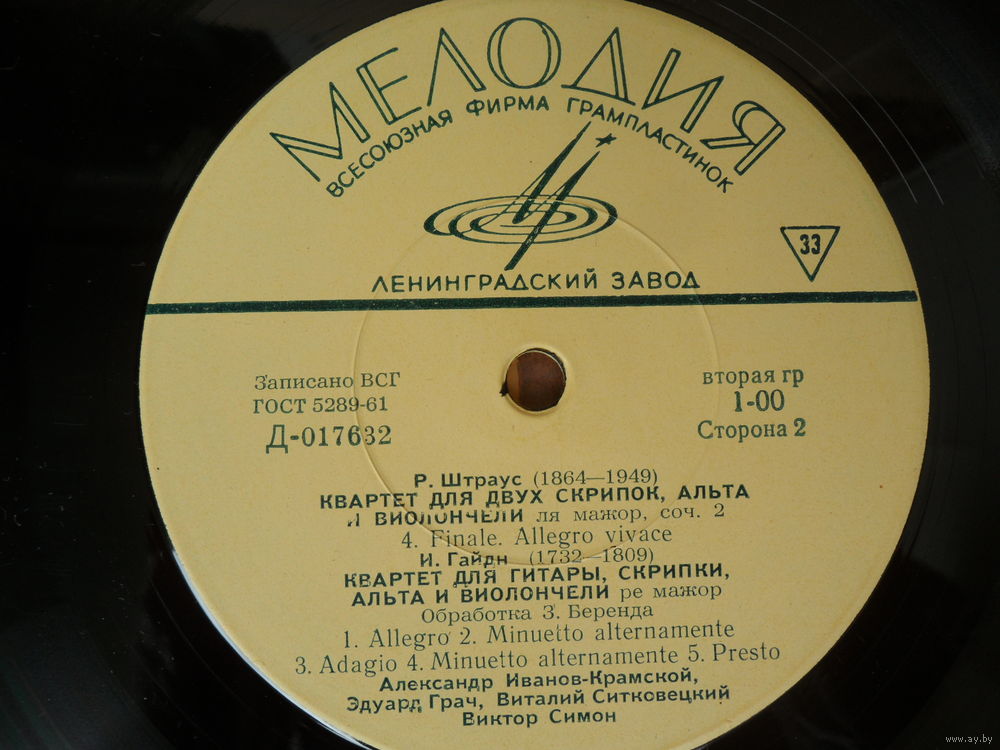 МЕЛОДИЯ
ВСЕСОЮЗНАЯ ФИРМА ГРАМПЛАСТИНОК
33
ЛЕНИНГРАДСКИЙ ЗАВОД
Записано ВСГ
ГОСТ 5289-61
Д-017632
вторая гр
1-00
Сторона 2
Р. Штраус (1864—1949)
КВАРТЕТ ДЛЯ ДВУХ СКРИПОК, АЛЬТА
И ВИОЛОНЧЕЛИ ля мажор, соч. 2
4. Finale. Allegro vivace
И. Гайдн (1732—1809)
КВАРТЕТ ДЛЯ ГИТАРЫ, СКРИПКИ,
АЛЬТА И ВИОЛОНЧЕЛИ ре мажор
Обработка З. Беренда
1. Allegro 2. Minuetto alternamente
3. Adagio 4. Minuetto alternamente 5. Presto
Александр Иванов-Крамской,
Эдуард Грач, Виталий Ситковецкий
Виктор Симон
www.ay.by